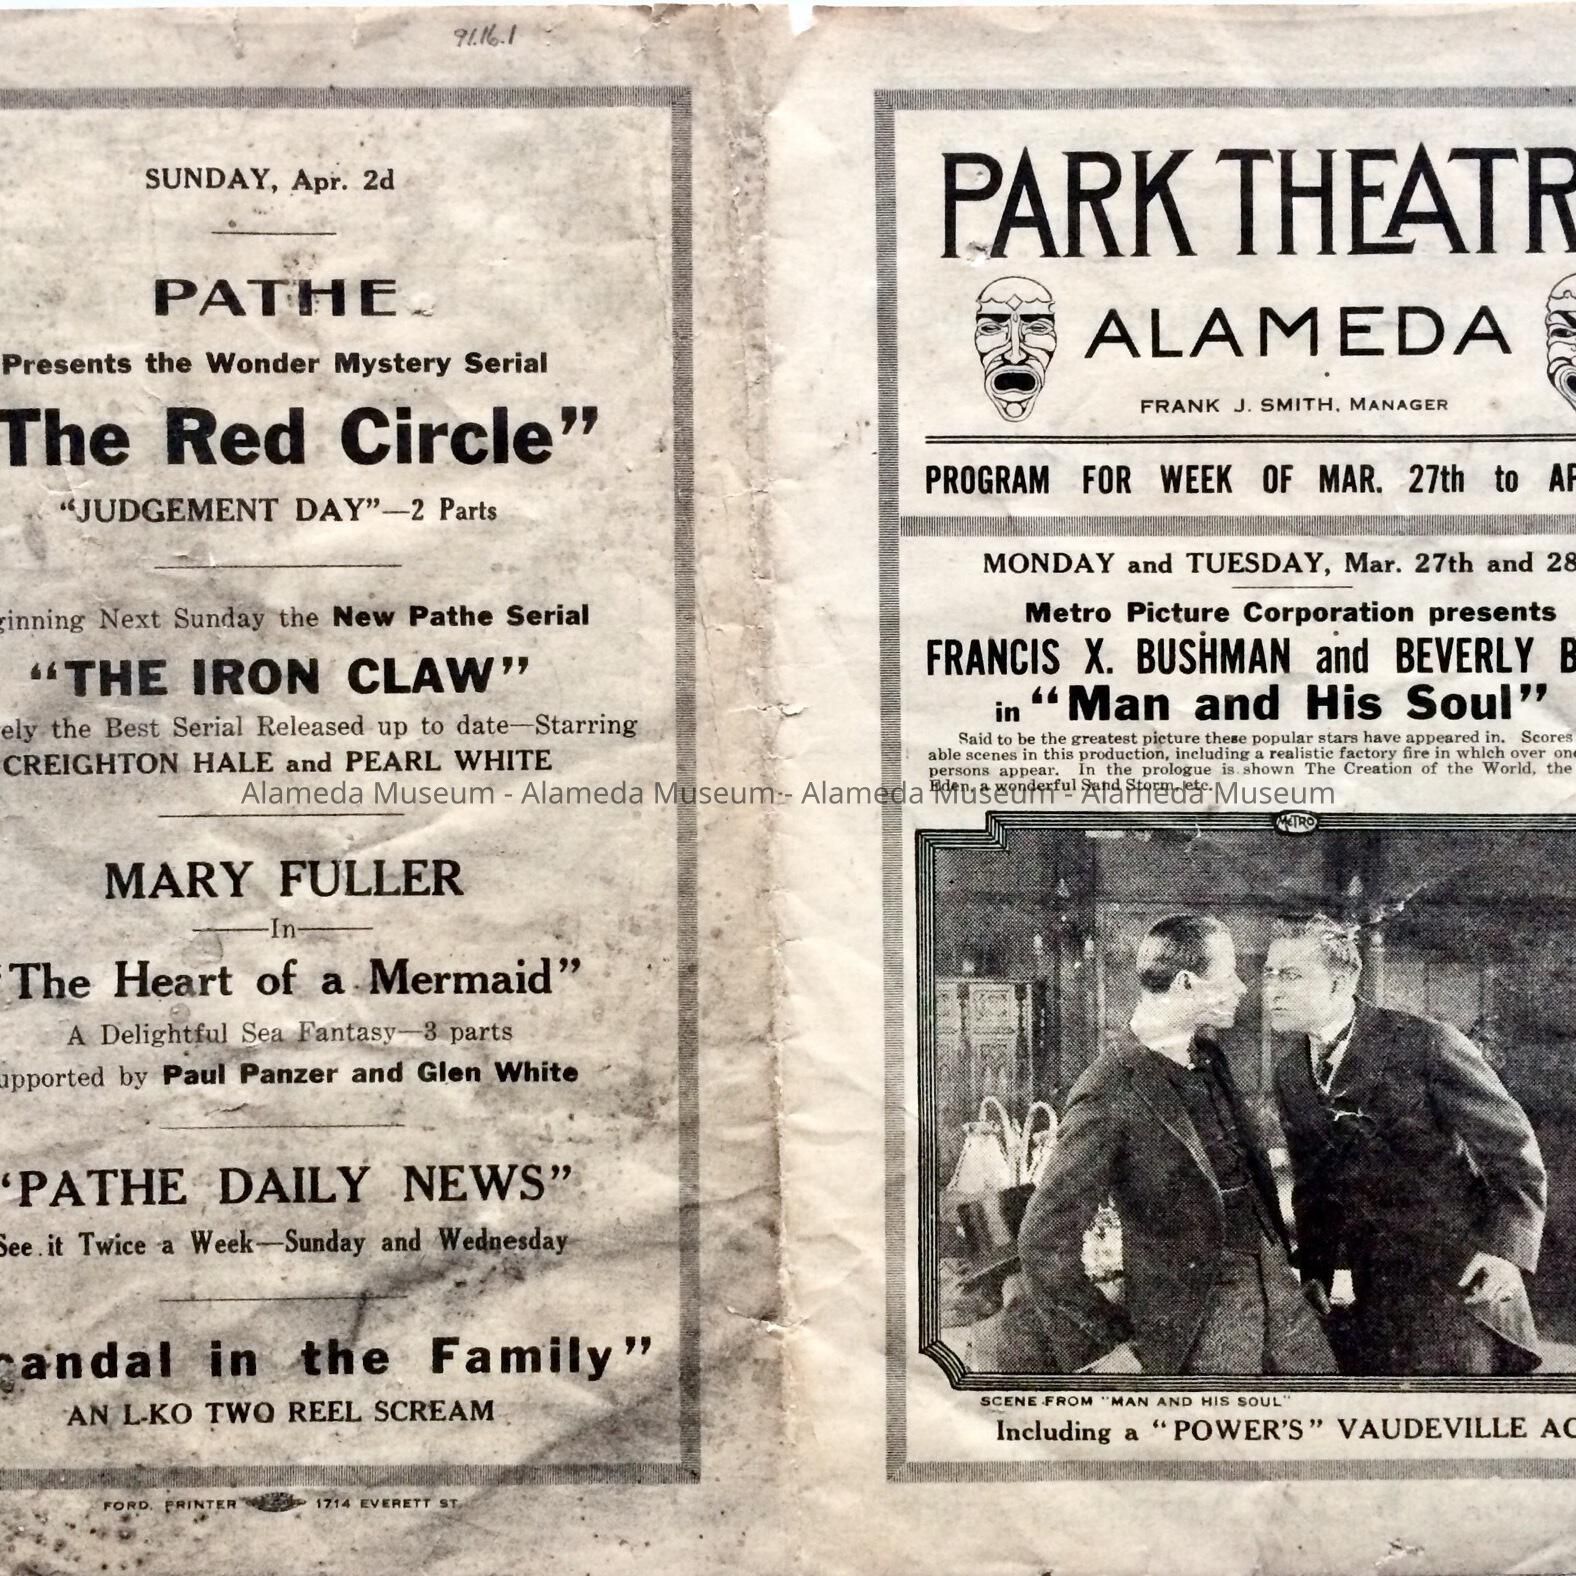 91.16.1
SUNDAY, Apr. 2d
PATHE
Presents the Wonder Mystery Serial
The Red Circle”
“JUDGEMENT DAY”—2 Parts
ginning Next Sunday the New Pathe Serial
“THE IRON CLAW”
ely the Best Serial Released up to date—Starring
CREIGHTON HALE and PEARL WHITE
MARY FULLER
—In—
“The Heart of a Mermaid”
A Delightful Sea Fantasy—3 parts
upported by Paul Panzer and Glen White
“PATHE DAILY NEWS”
See it Twice a Week—Sunday and Wednesday
candal in the Family”
AN L-KO TWO REEL SCREAM
FORD, PRINTER 1714 EVERETT ST.
PARK THEATR
ALAMEDA
FRANK J. SMITH, MANAGER
PROGRAM FOR WEEK OF MAR. 27th to AP
MONDAY and TUESDAY, Mar. 27th and 28
Metro Picture Corporation presents
FRANCIS X. BUSHMAN and BEVERLY B
in “Man and His Soul”
Said to be the greatest picture these popular stars have appeared in. Scores
able scenes in this production, including a realistic factory fire in which over one
persons appear. In the prologue is shown The Creation of the World, the
Eden, a wonderful Sand Storm, etc.
METRO
SCENE FROM "MAN AND HIS SOUL"
Including a “POWER'S” VAUDEVILLE AC
Alameda Museum - Alameda Museum - Alameda Museum - Alameda Museum